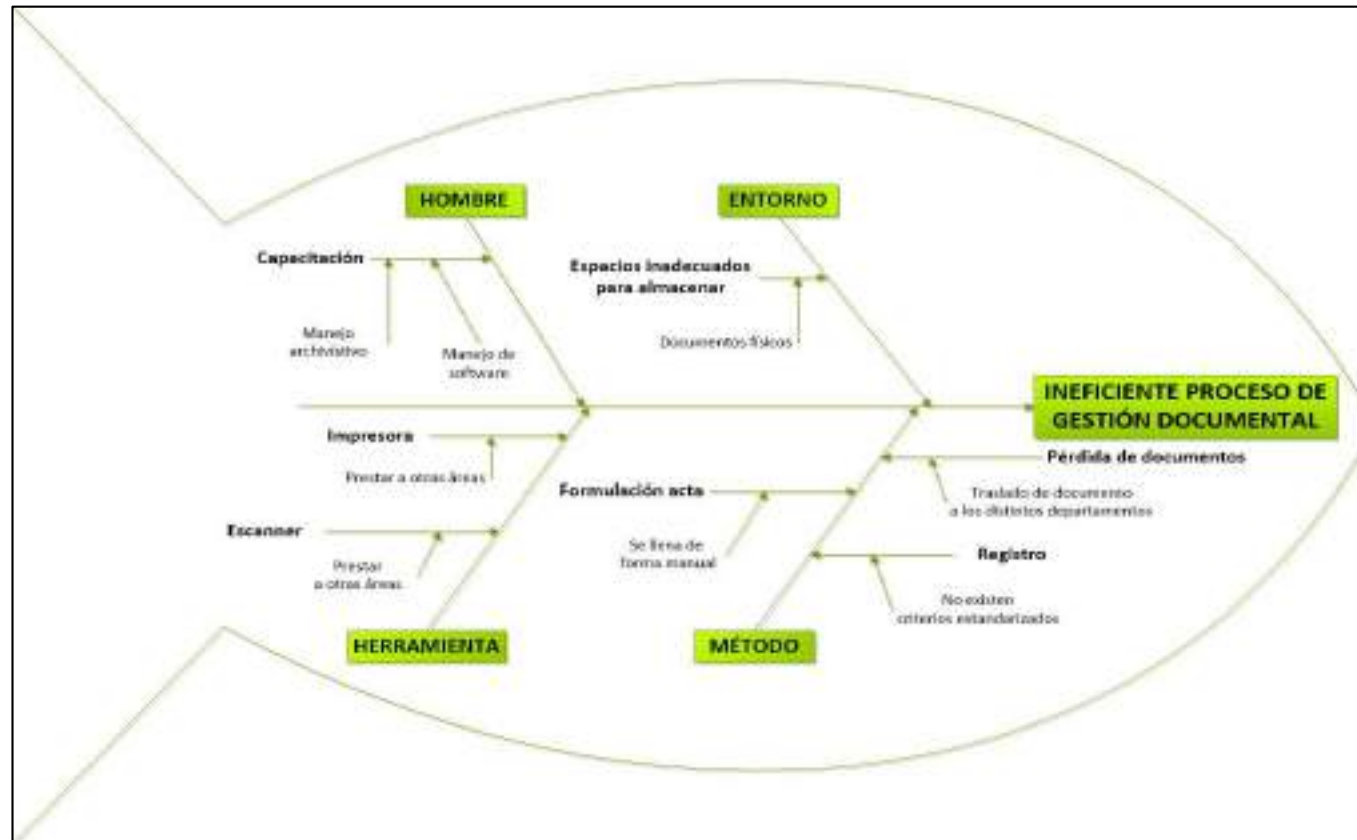 HOMBRE
ENTORNO
Capacitación
Manejo
archivistivo
Manejo de
software
Espacios inadecuados
para almacenar
Documentos físicos
INEFICIENTE PROCESO DE
GESTIÓN DOCUMENTAL
Impresora
Prestar a otras áreas
Escanner
Prestar
a otras áreas
Formulación acta
Se llena de
forma manual
Pérdida de documentos
Traslado de documento
a los distintos departamentos
Registro
No existen
criterios estandarizados
HERRAMIENTA
MÉTODO